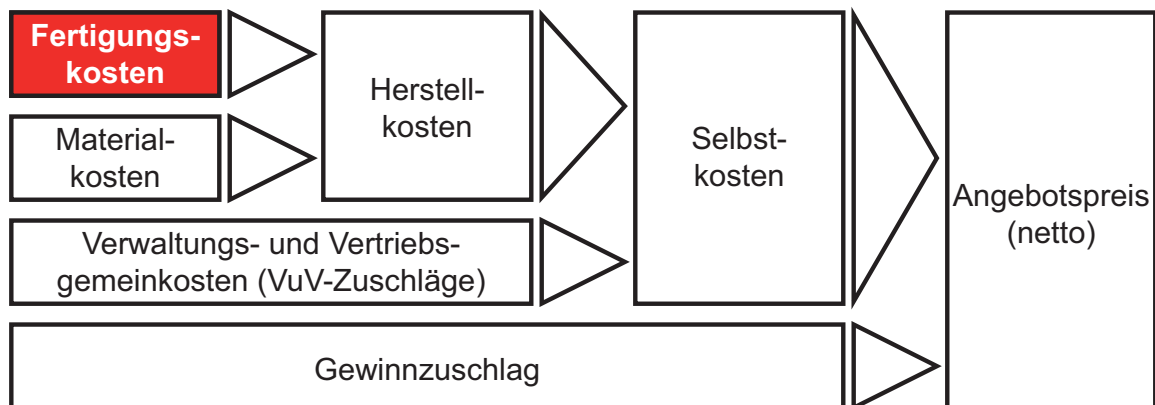 Fertigungs-
kosten
Material-
kosten
Herstell-
kosten
Verwaltungs- und Vertriebs-
gemeinkosten (VuV-Zuschläge)
Selbst-
kosten
Gewinnzuschlag
Angebotspreis
(netto)